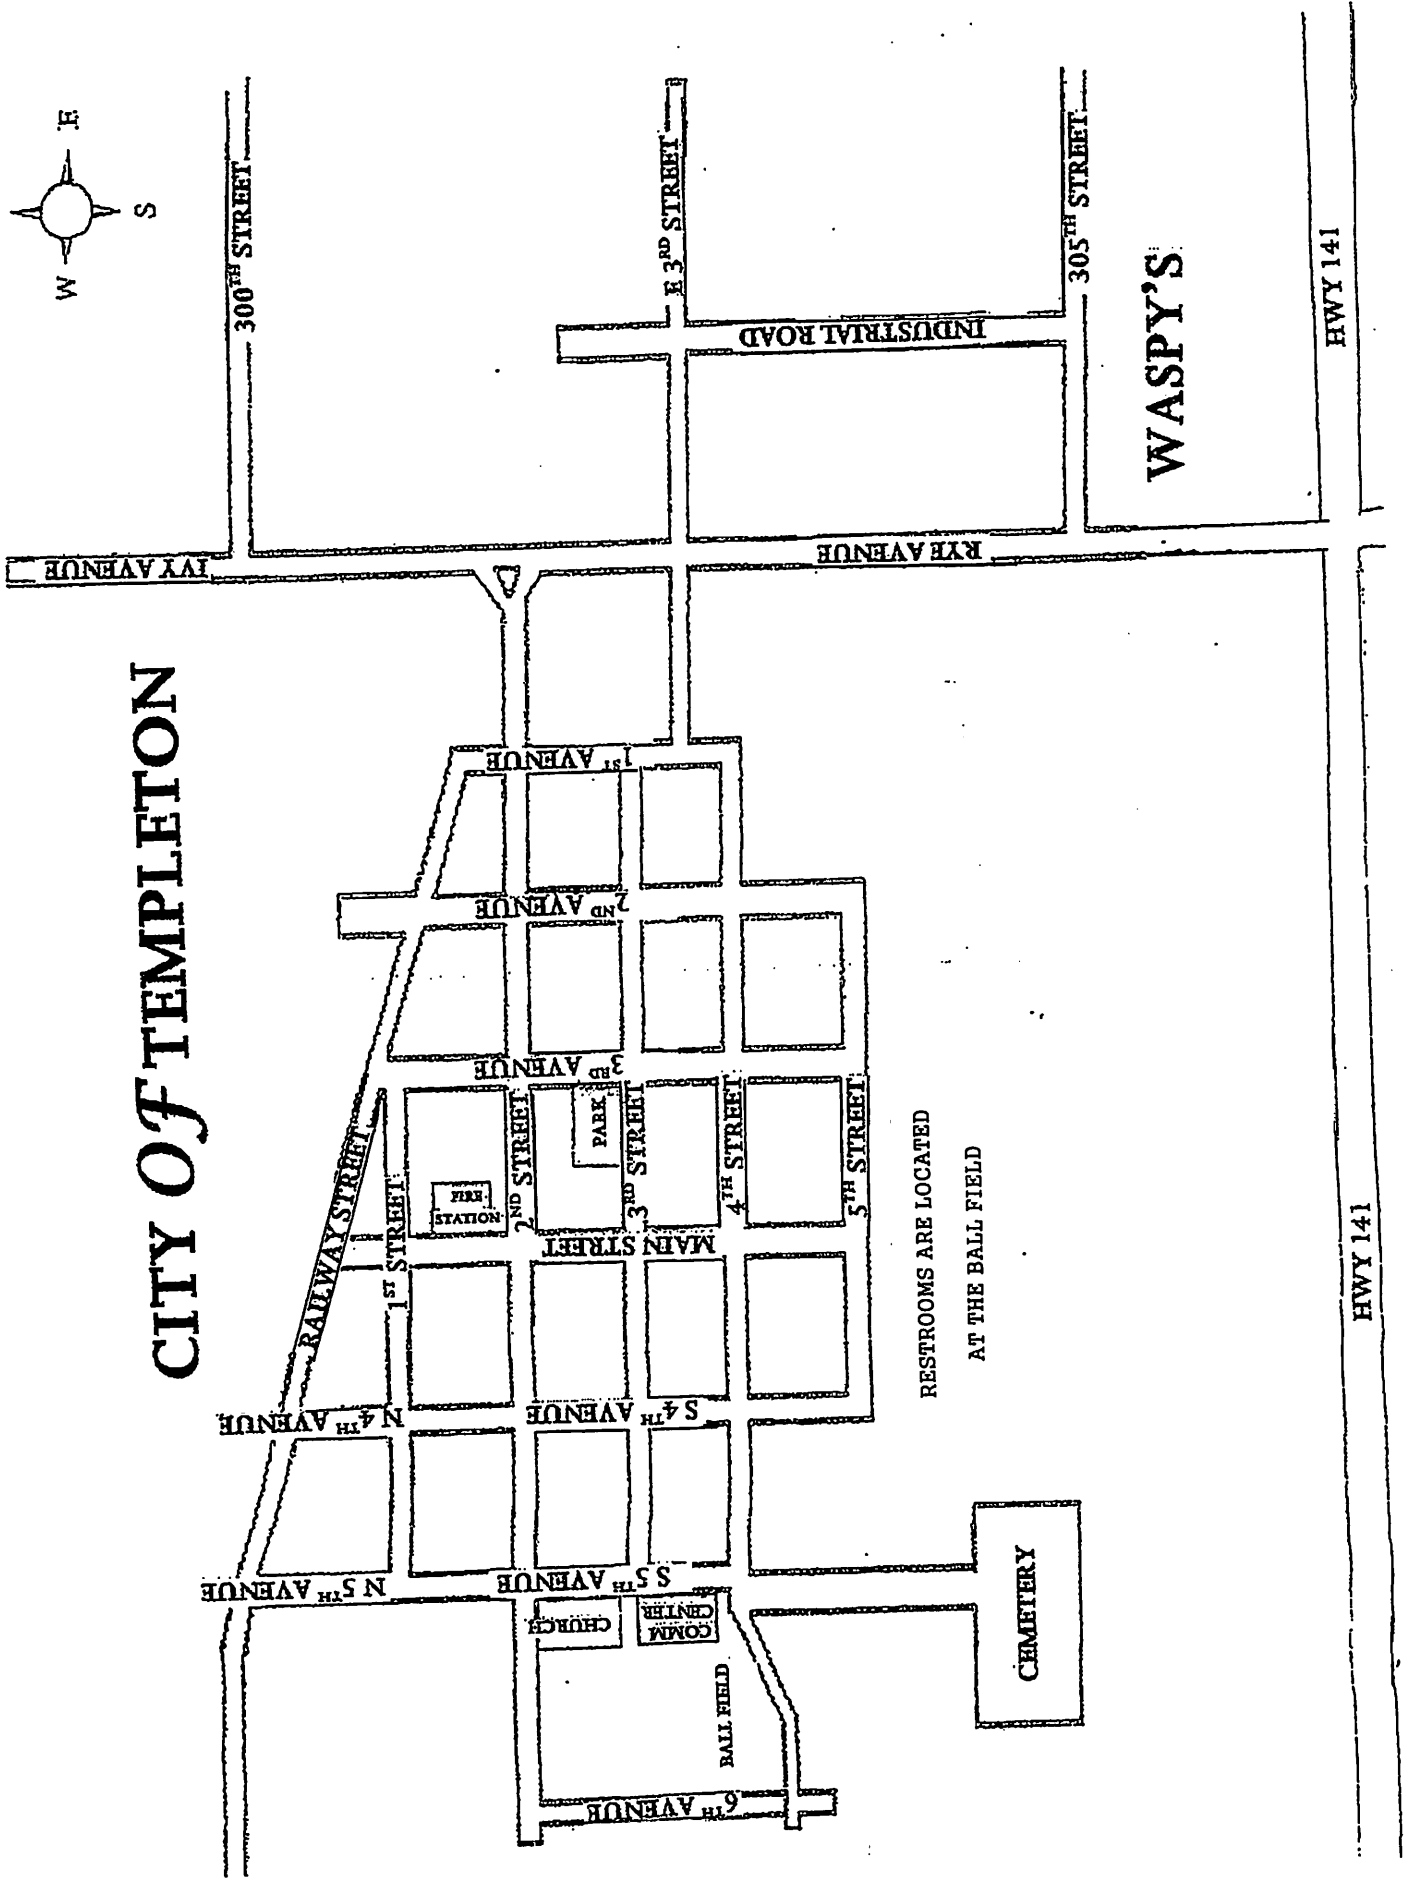 CITY Of TEMPLETON
W
E
S
IVY AVENUE
300TH STREET
E 3RD STREET
INDUSTRIAL ROAD
305TH STREET
RYE AVENUE
WASPY'S
HWY 141
HWY 141
RAILWAY STREET
1ST STREET
2ND STREET
3RD STREET
4TH STREET
5TH STREET
1ST AVENUE
2ND AVENUE
3RD AVENUE
MAIN STREET
N 4TH AVENUE
S 4TH AVENUE
N 5TH AVENUE
S 5TH AVENUE
6TH AVENUE
FIRE
STATION
PARK
CHURCH
COMM
CENTER
BALL FIELD
CEMETERY
RESTROOMS ARE LOCATED
AT THE BALL FIELD